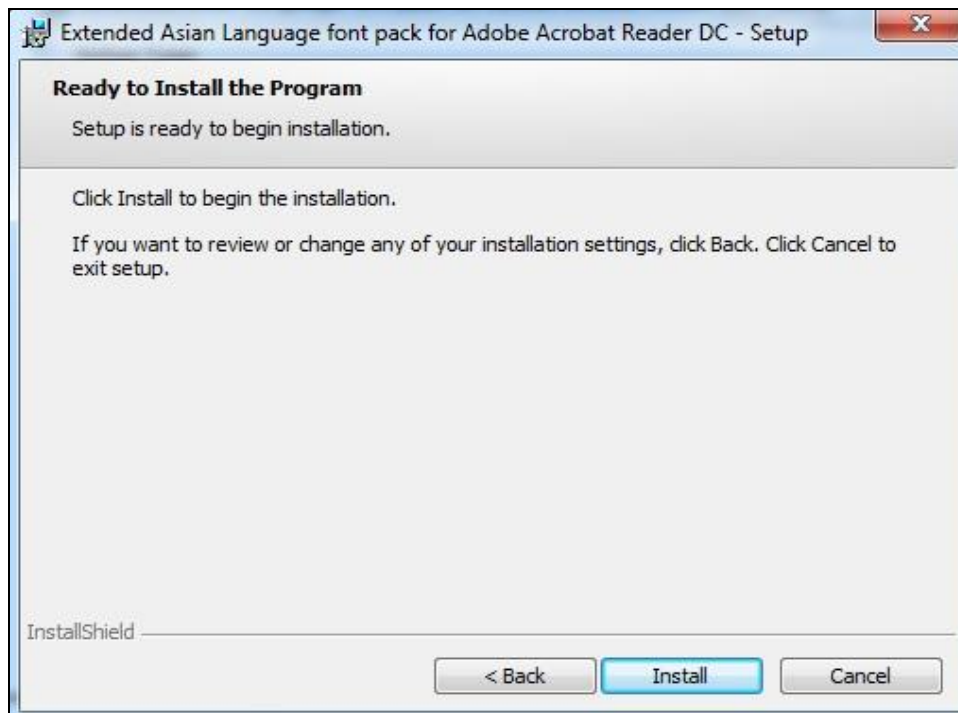 Extended Asian Language font pack for Adobe Acrobat Reader DC - Setup
Ready to Install the Program
Setup is ready to begin installation.
Click Install to begin the installation.
If you want to review or change any of your installation settings, click Back. Click Cancel to
exit setup.
InstallShield
< Back
Install
Cancel